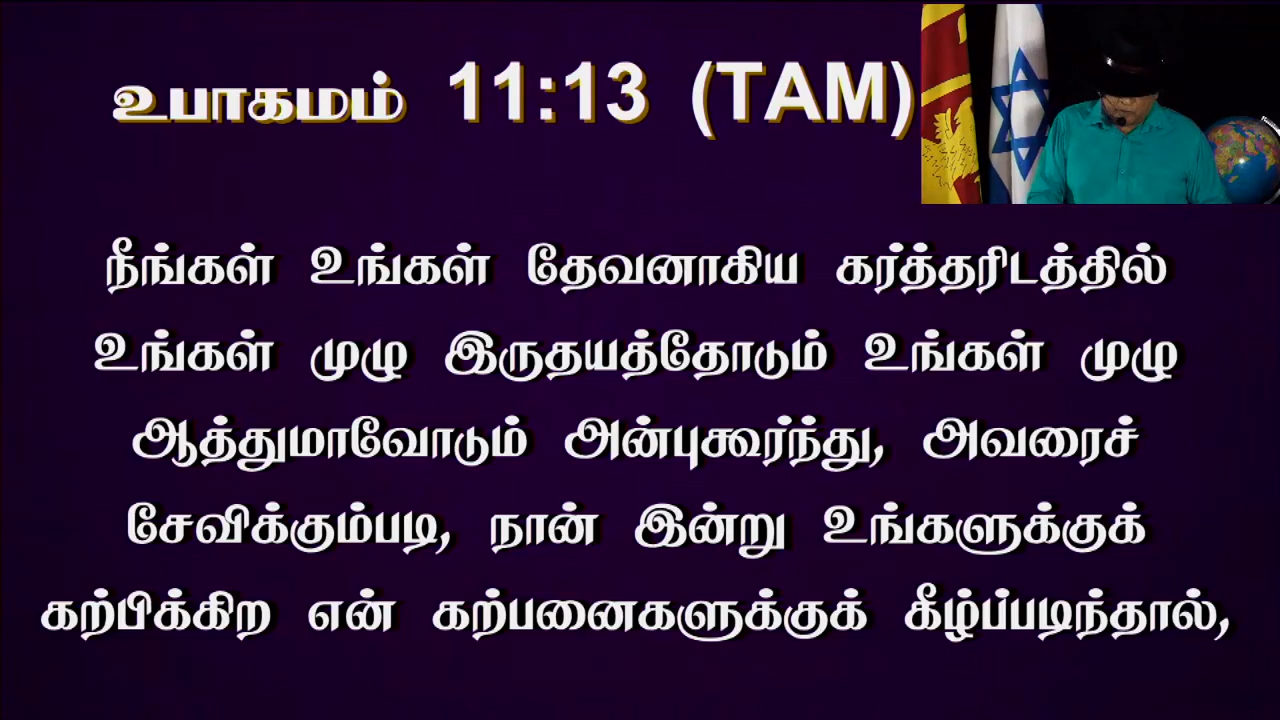 உபாகமம் 11:13 (TAM)
நீங்கள் உங்கள் தேவனாகிய கர்த்தரிடத்தில்
உங்கள் முழு இருதயத்தோடும் உங்கள் முழு
ஆத்துமாவோடும் அன்புகூர்ந்து, அவரைச்
சேவிக்கும்படி, நான் இன்று உங்களுக்குக்
கற்பிக்கிற என் கற்பனைகளுக்குக் கீழ்ப்படிந்தால்,